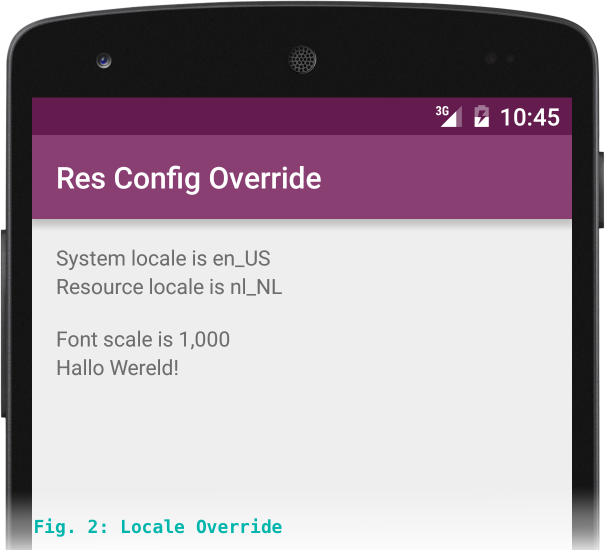 3G 10:45
Res Config Override
System locale is en_US
Resource locale is nl_NL
Font scale is 1,000
Hallo Wereld!
Fig. 2: Locale Override